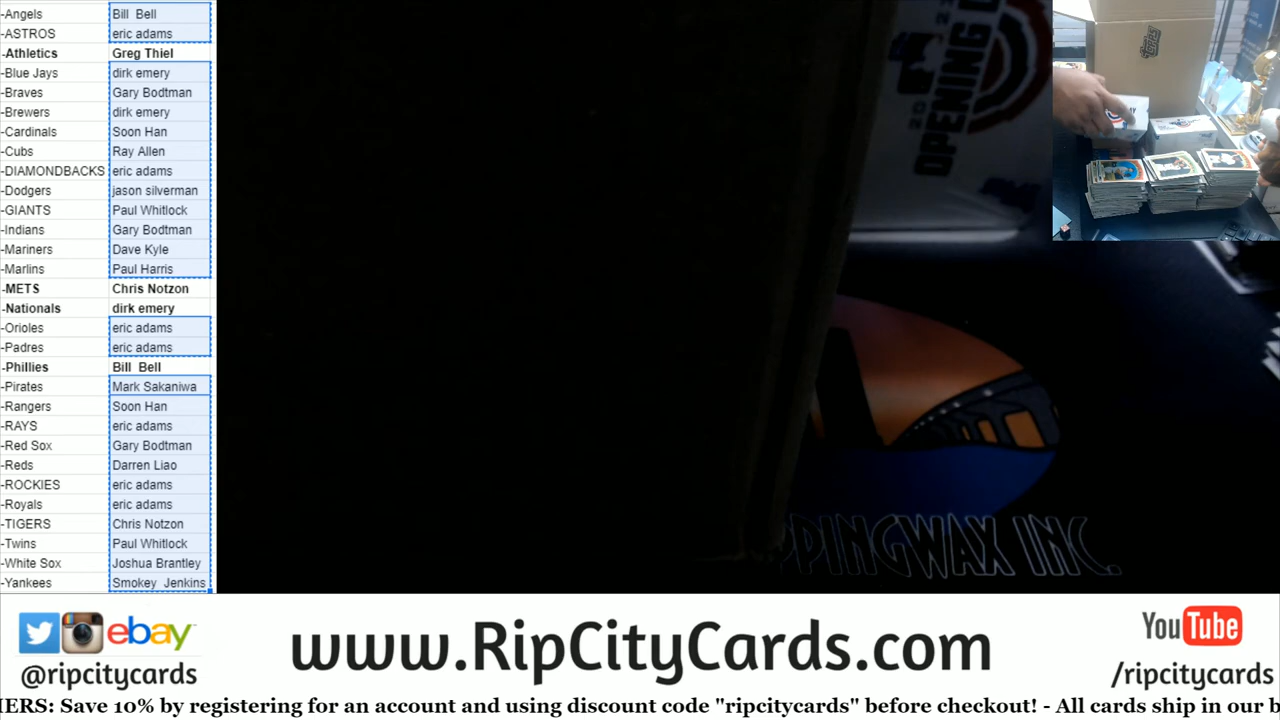 -Angels Bill Bell
-ASTROS eric adams
-Athletics Greg Thiel
-Blue Jays dirk emery
-Braves Gary Bodtman
-Brewers dirk emery
-Cardinals Soon Han
-Cubs Ray Allen
-DIAMONDBACKS eric adams
-Dodgers jason silverman
-GIANTS Paul Whitlock
-Indians Gary Bodtman
-Mariners Dave Kyle
-Marlins Paul Harris
-METS Chris Notzon
-Nationals dirk emery
-Orioles eric adams
-Padres eric adams
-Phillies Bill Bell
-Pirates Mark Sakaniwa
-Rangers Soon Han
-RAYS eric adams
-Red Sox Gary Bodtman
-Reds Darren Liao
-ROCKIES eric adams
-Royals eric adams
-TIGERS Chris Notzon
-Twins Paul Whitlock
-White Sox Joshua Brantley
-Yankees Smokey Jenkins
OPENING
PPINGWAX INC.
ebay
@ripcitycards
www.RipCityCards.com
YouTube
/ripcitycards
IERS: Save 10% by registering for an account and using discount code "ripcitycards" before checkout! - All cards ship in our b